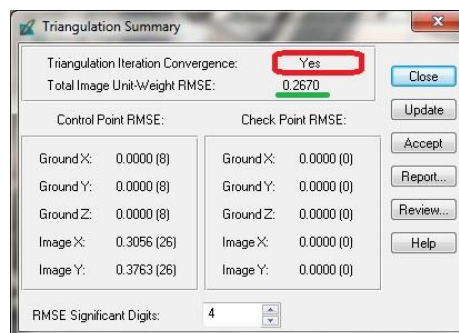 Triangulation Summary
Triangulation Iteration Convergence: Yes
Total Image Unit-Weight RMSE: 0.2670
Close
Update
Accept
Report...
Review...
Help
Control Point RMSE: Check Point RMSE:
Ground X: 0.0000 (8) Ground X: 0.0000 (0)
Ground Y: 0.0000 (8) Ground Y: 0.0000 (0)
Ground Z: 0.0000 (8) Ground Z: 0.0000 (0)
Image X: 0.3056 (26) Image X: 0.0000 (0)
Image Y: 0.3763 (26) Image Y: 0.0000 (0)
RMSE Significant Digits: 4